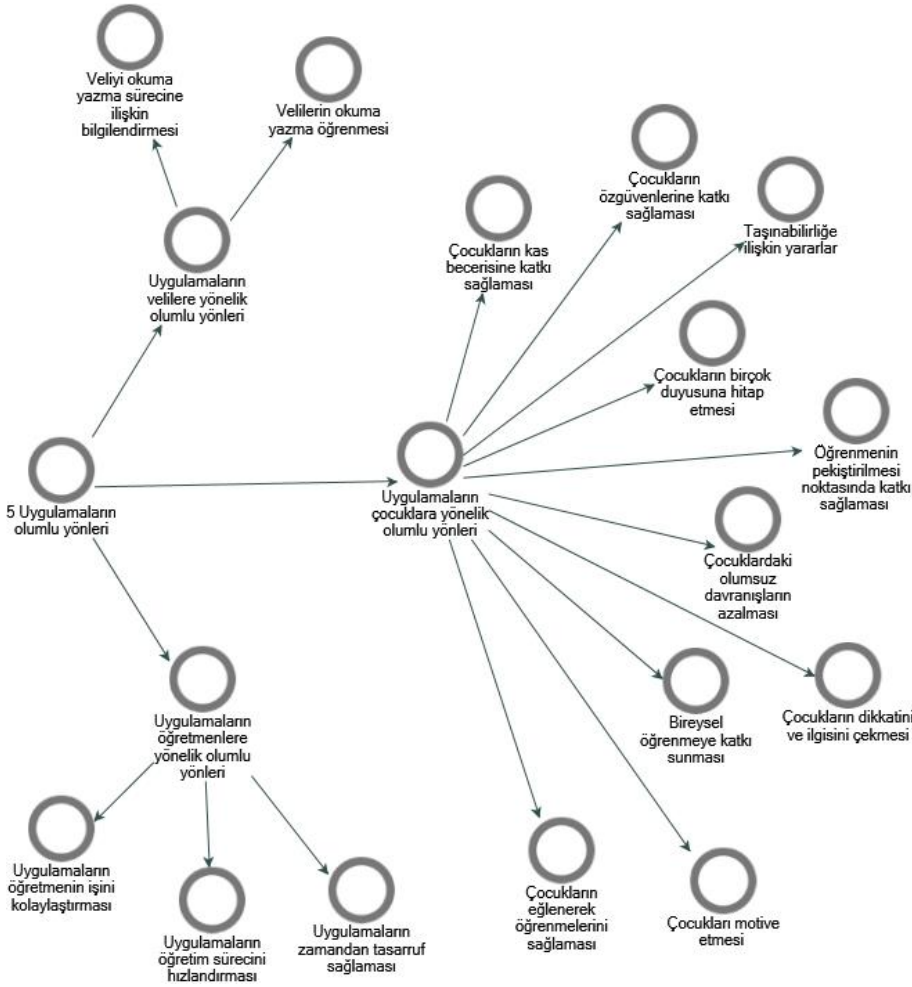 Veliyi okuma
yazma sürecine
ilişkin
bilgilendirmesi
Velilerin okuma
yazma öğrenmesi
Çocukların
özgüvenlerine katkı
sağlaması
Taşınabilirliğe
ilişkin yararlar
Çocukların kas
becerisine katkı
sağlaması
Uygulamaların
velilere yönelik
olumlu yönleri
Çocukların birçok
duyusuna hitap
etmesi
Öğrenmenin
pekiştirilmesi
noktasında katkı
sağlaması
5 Uygulamaların
olumlu yönleri
Uygulamaların
çocuklara yönelik
olumlu yönleri
Çocuklardaki
olumsuz
davranışların
azalması
Çocukların dikkatini
ve ilgisini çekmesi
Bireysel
öğrenmeye katkı
sunması
Uygulamaların
öğretmenlere
yönelik olumlu
yönleri
Uygulamaların
öğretmenin işini
kolaylaştırması
Uygulamaların
öğretim sürecini
hızlandırması
Uygulamaların
zamandan tasarruf
sağlaması
Çocukların
eğlenerek
öğrenmelerini
sağlaması
Çocukları motive
etmesi